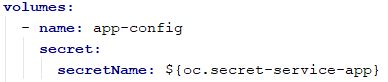 volumes:
  - name: app-config
    secret:
      secretName: ${oc.secret-service-app}